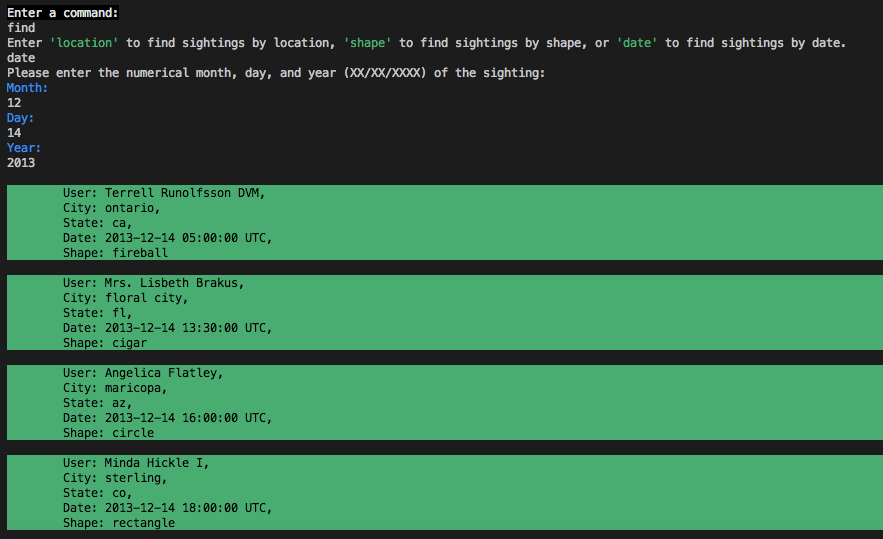 Enter a command:
find
Enter 'location' to find sightings by location, 'shape' to find sightings by shape, or 'date' to find sightings by date.
date
Please enter the numerical month, day, and year (XX/XX/XXXX) of the sighting:
Month:
12
Day:
14
Year:
2013
User: Terrell Runolfsson DVM,
City: ontario,
State: ca,
Date: 2013-12-14 05:00:00 UTC,
Shape: fireball
User: Mrs. Lisbeth Brakus,
City: floral city,
State: fl,
Date: 2013-12-14 13:30:00 UTC,
Shape: cigar
User: Angelica Flatley,
City: maricopa,
State: az,
Date: 2013-12-14 16:00:00 UTC,
Shape: circle
User: Minda Hickle I,
City: sterling,
State: co,
Date: 2013-12-14 18:00:00 UTC,
Shape: rectangle